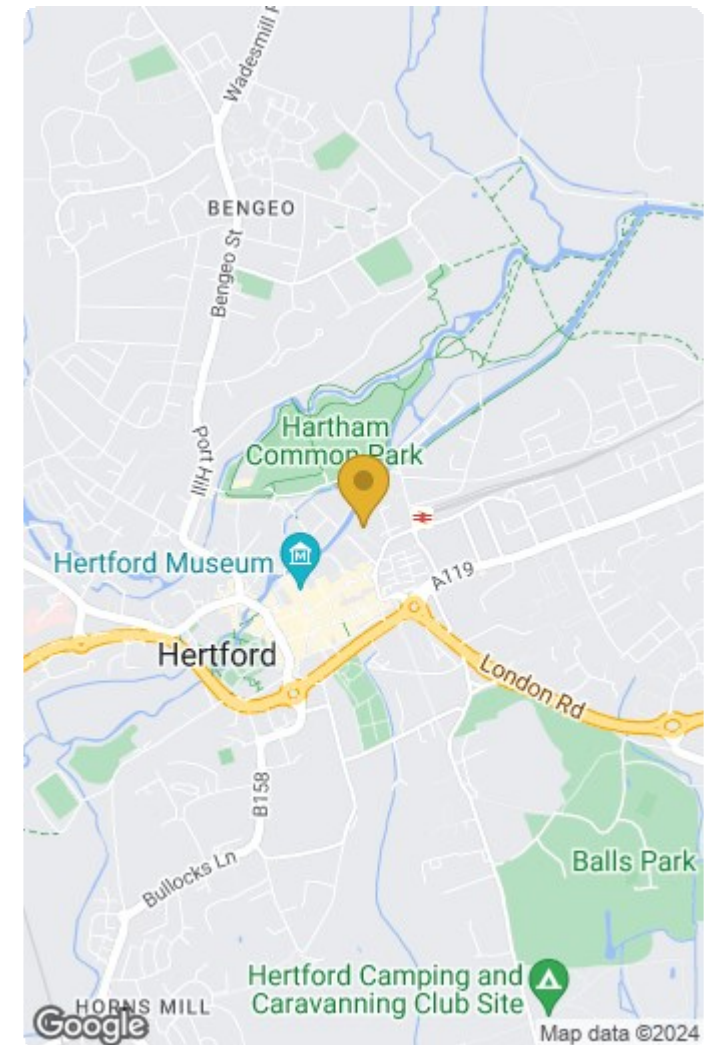 Wadesmill R
BENGEO
Bengeo St
Port Hill
Hartham
Common Park
Hertford Museum
M
A119
Hertford
London Rd
B158
Bullocks Ln
Balls Park
Hertford Camping and
Caravanning Club Site
HORNS MILL
Google
Map data ©2024